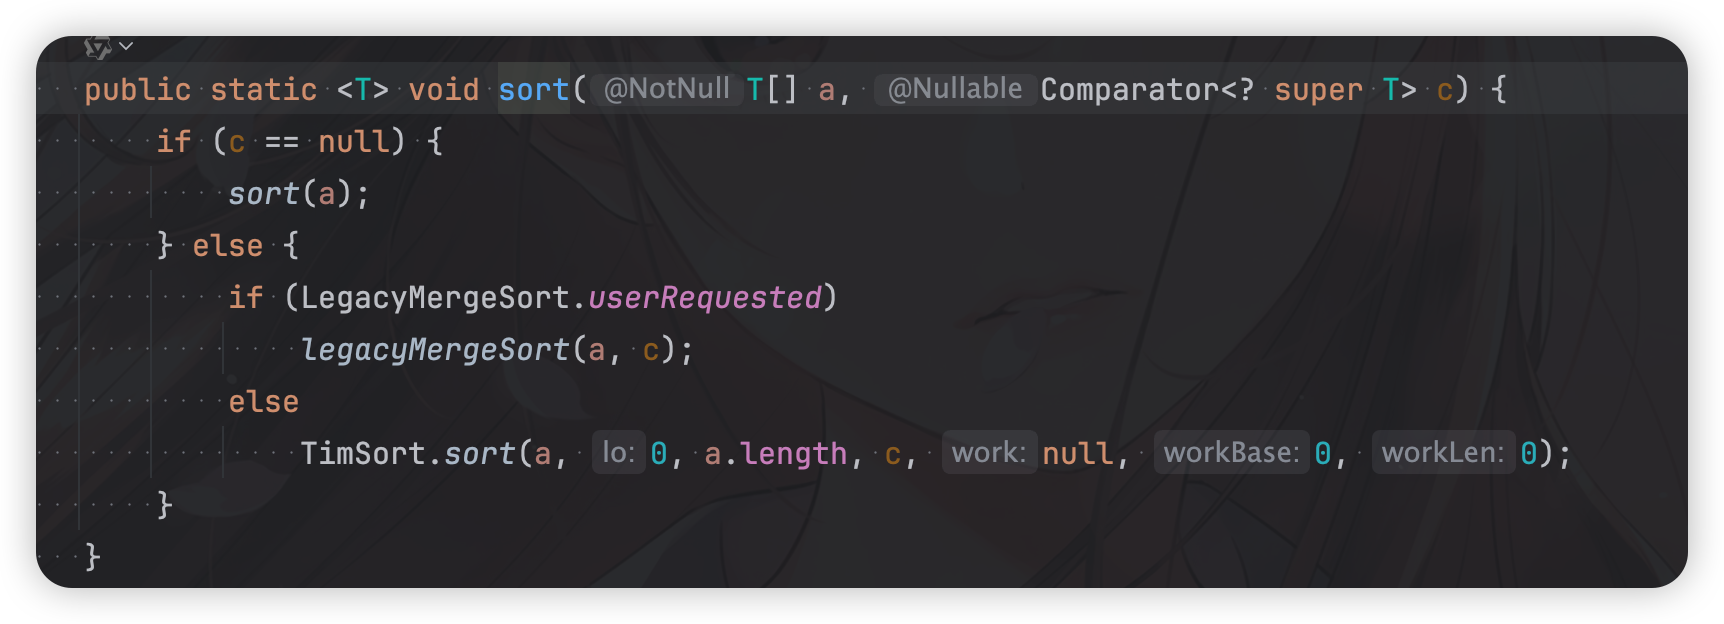 public static <T> void sort( @NotNull T[] a, @Nullable Comparator<? super T> c) {
if (c == null) {
sort(a);
} else {
if (LegacyMergeSort.userRequested)
legacyMergeSort(a, c);
else
TimSort.sort(a, lo: 0, a.length, c, work: null, workBase: 0, workLen: 0);
}
}